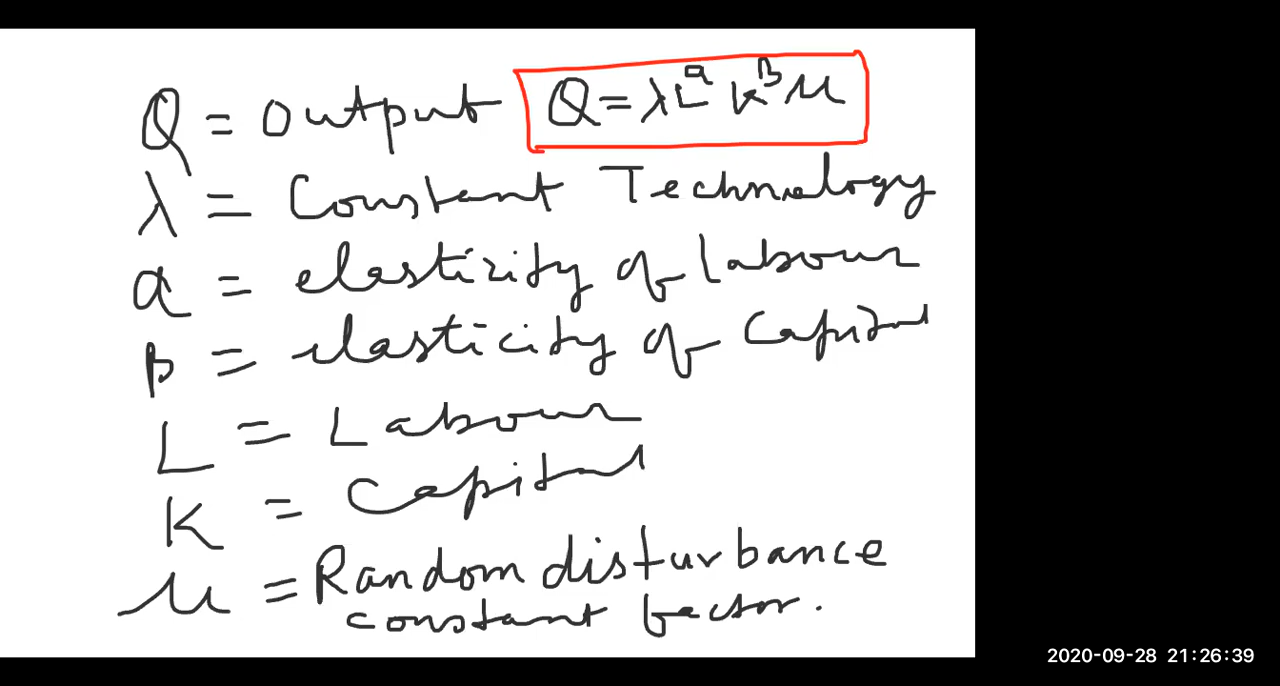 Q = Output Q = λL^a K^β μ
λ = Constant Technology
a = elasticity of labour
β = elasticity of Capital
L = Labour
K = Capital
μ = Random disturbance
constant factor.
2020-09-28 21:26:39